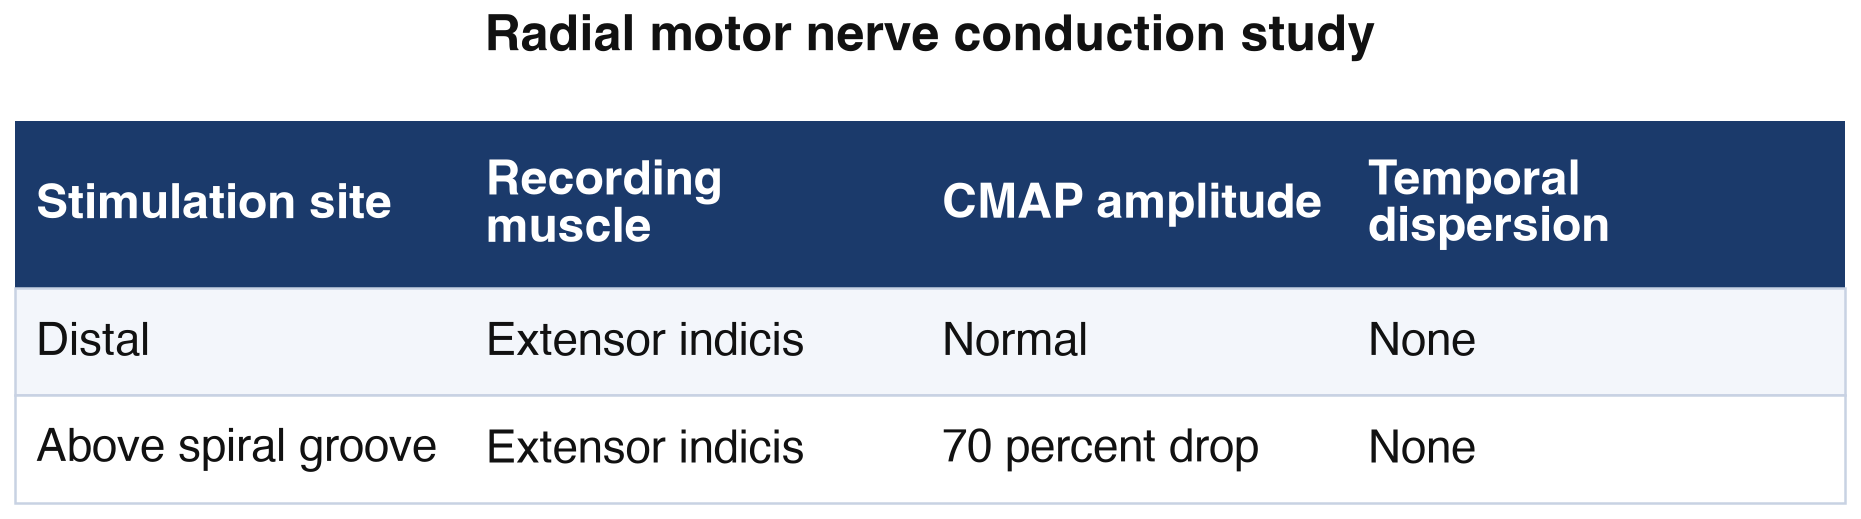 Radial motor nerve conduction study
Stimulation site
Recording
muscle
CMAP amplitude
Temporal
dispersion
Distal Extensor indicis Normal None
Above spiral groove Extensor indicis 70 percent drop None